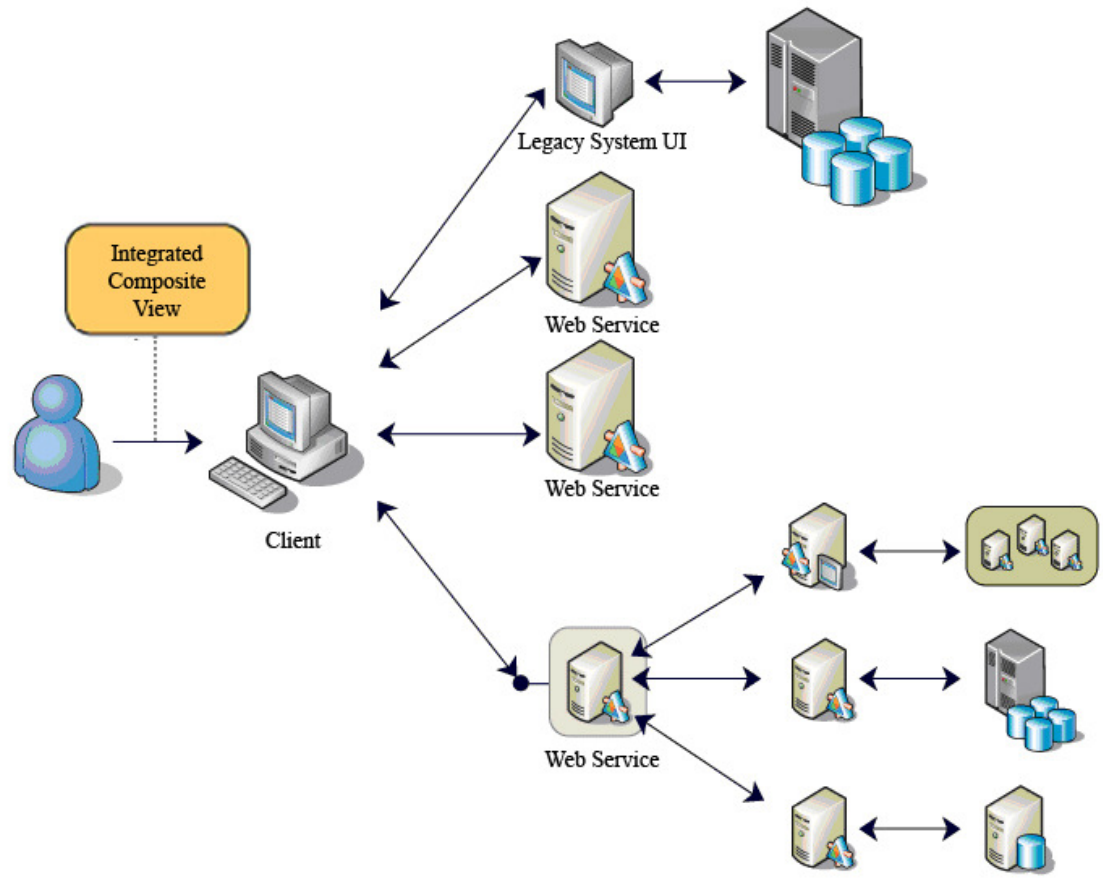 Legacy System UI
Integrated
Composite
View
Web Service
Web Service
Client
Web Service